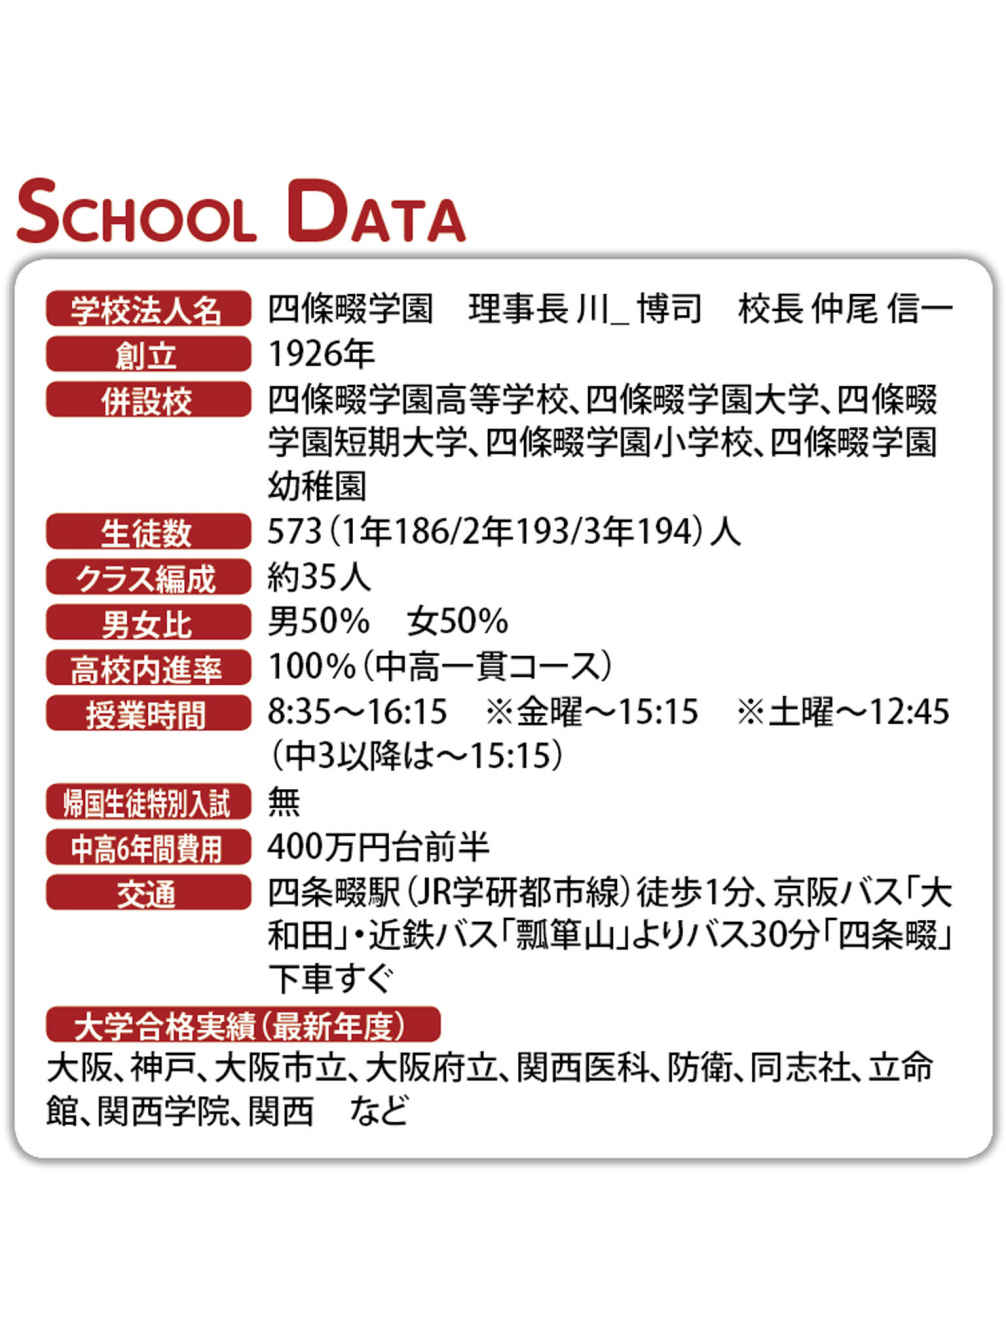 SCHOOL DATA
学校法人名 四條畷学園　理事長 川_ 博司　校長 仲尾 信一
創立 1926年
併設校 四條畷学園高等学校、四條畷学園大学、四條畷
学園短期大学、四條畷学園小学校、四條畷学園
幼稚園
生徒数 573（1年186/2年193/3年194）人
クラス編成 約35人
男女比 男50%　女50%
高校内進率 100%（中高一貫コース）
授業時間 8:35〜16:15　※金曜〜15:15　※土曜〜12:45
（中3以降は〜15:15）
帰国生徒特別入試 無
中高6年間費用 400万円台前半
交通 四条畷駅（JR学研都市線）徒歩1分、京阪バス「大
和田」・近鉄バス「瓢箪山」よりバス30分「四条畷」
下車すぐ
大学合格実績（最新年度）
大阪、神戸、大阪市立、大阪府立、関西医科、防衛、同志社、立命
館、関西学院、関西　など